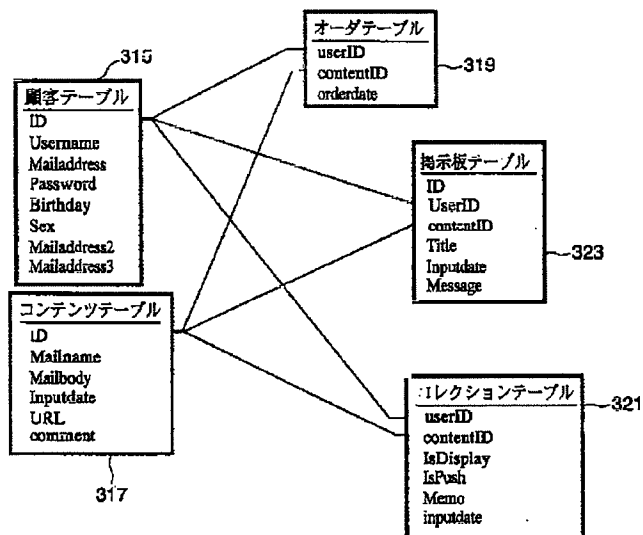 315
顧客テーブル
ID
Username
Mailaddress
Password
Birthday
Sex
Mailaddress2
Mailaddress3
コンテンツテーブル
ID
Mailname
Mailbody
Inputdate
URL
comment
317
オーダテーブル
userID
contentID
orderdate
319
掲示板テーブル
ID
UserID
contentID
Title
Inputdate
Message
323
コレクションテーブル
userID
contentID
IsDisplay
IsPush
Memo
inputdate
321